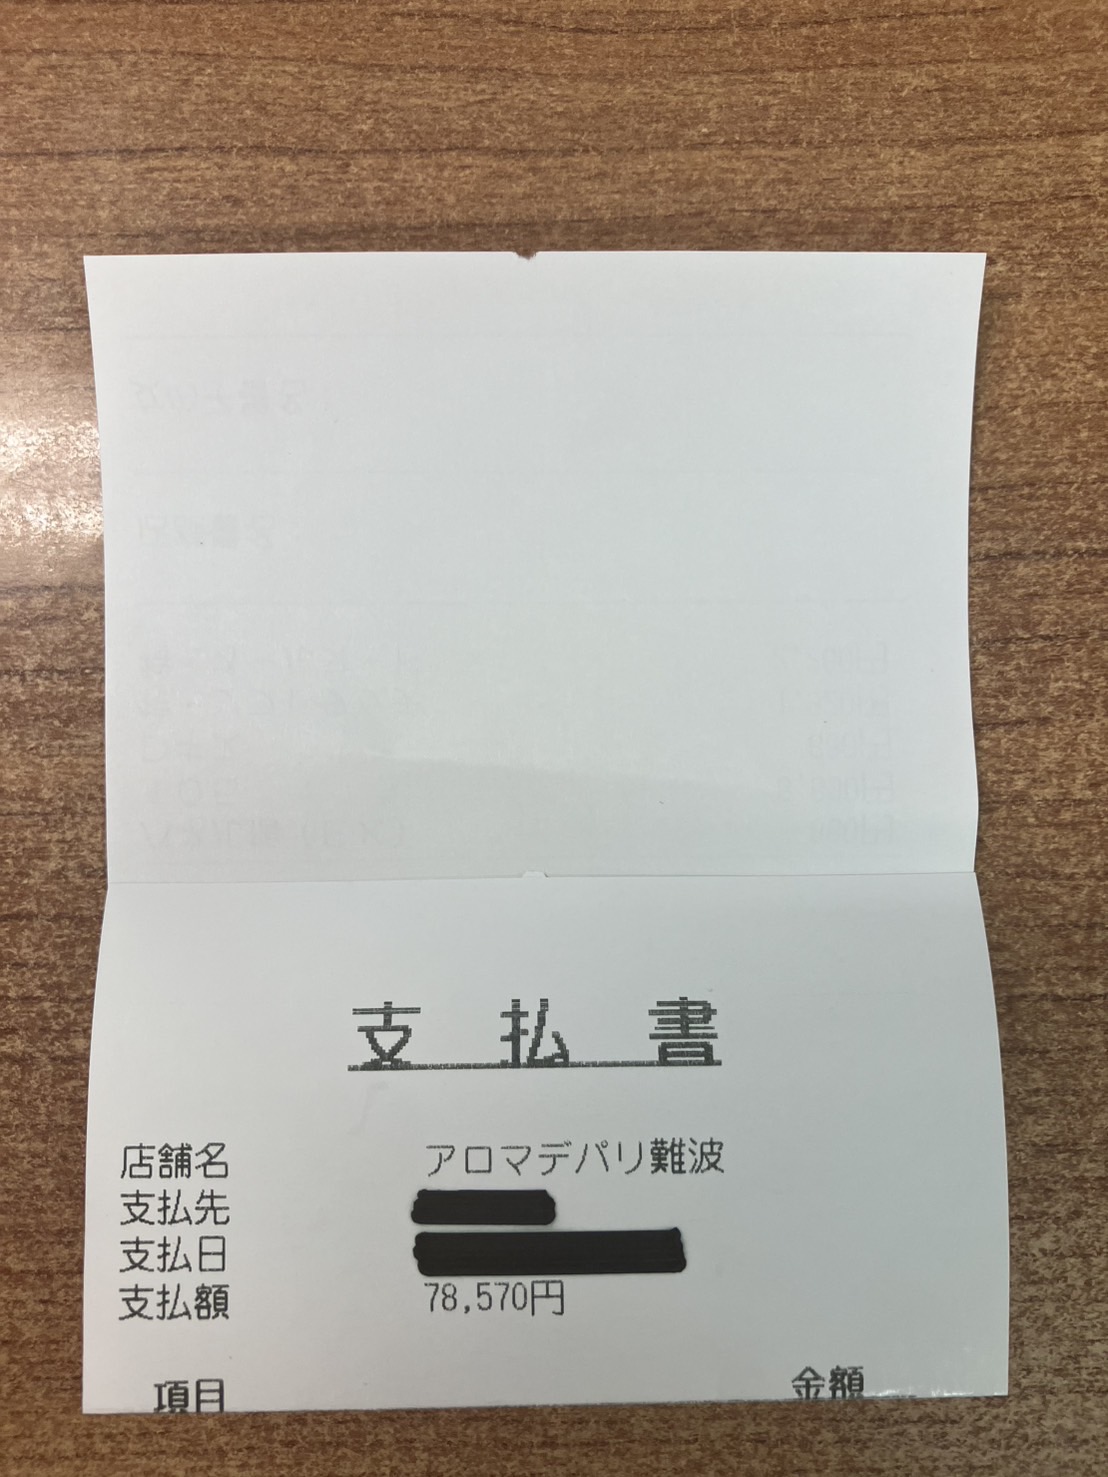 支払書
店舗名 アロマデパリ難波
支払先
支払日
支払額 78,570円
項目 金額